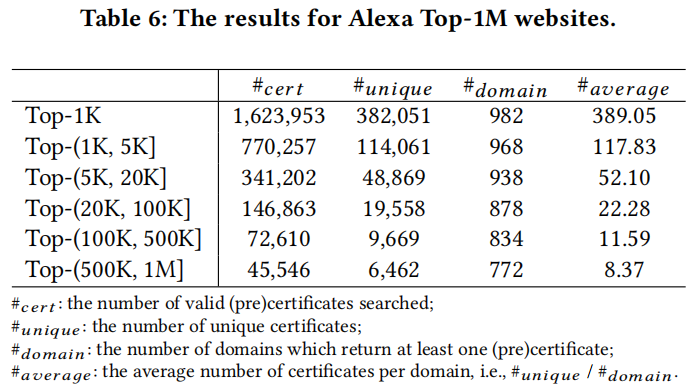 Table 6: The results for Alexa Top-1M websites.
#cert #unique #domain #average
Top-1K 1,623,953 382,051 982 389.05
Top-(1K, 5K] 770,257 114,061 968 117.83
Top-(5K, 20K] 341,202 48,869 938 52.10
Top-(20K, 100K] 146,863 19,558 878 22.28
Top-(100K, 500K] 72,610 9,669 834 11.59
Top-(500K, 1M] 45,546 6,462 772 8.37
#cert: the number of valid (pre)certificates searched;
#unique: the number of unique certificates;
#domain: the number of domains which return at least one (pre)certificate;
#average: the average number of certificates per domain, i.e., #unique / #domain.